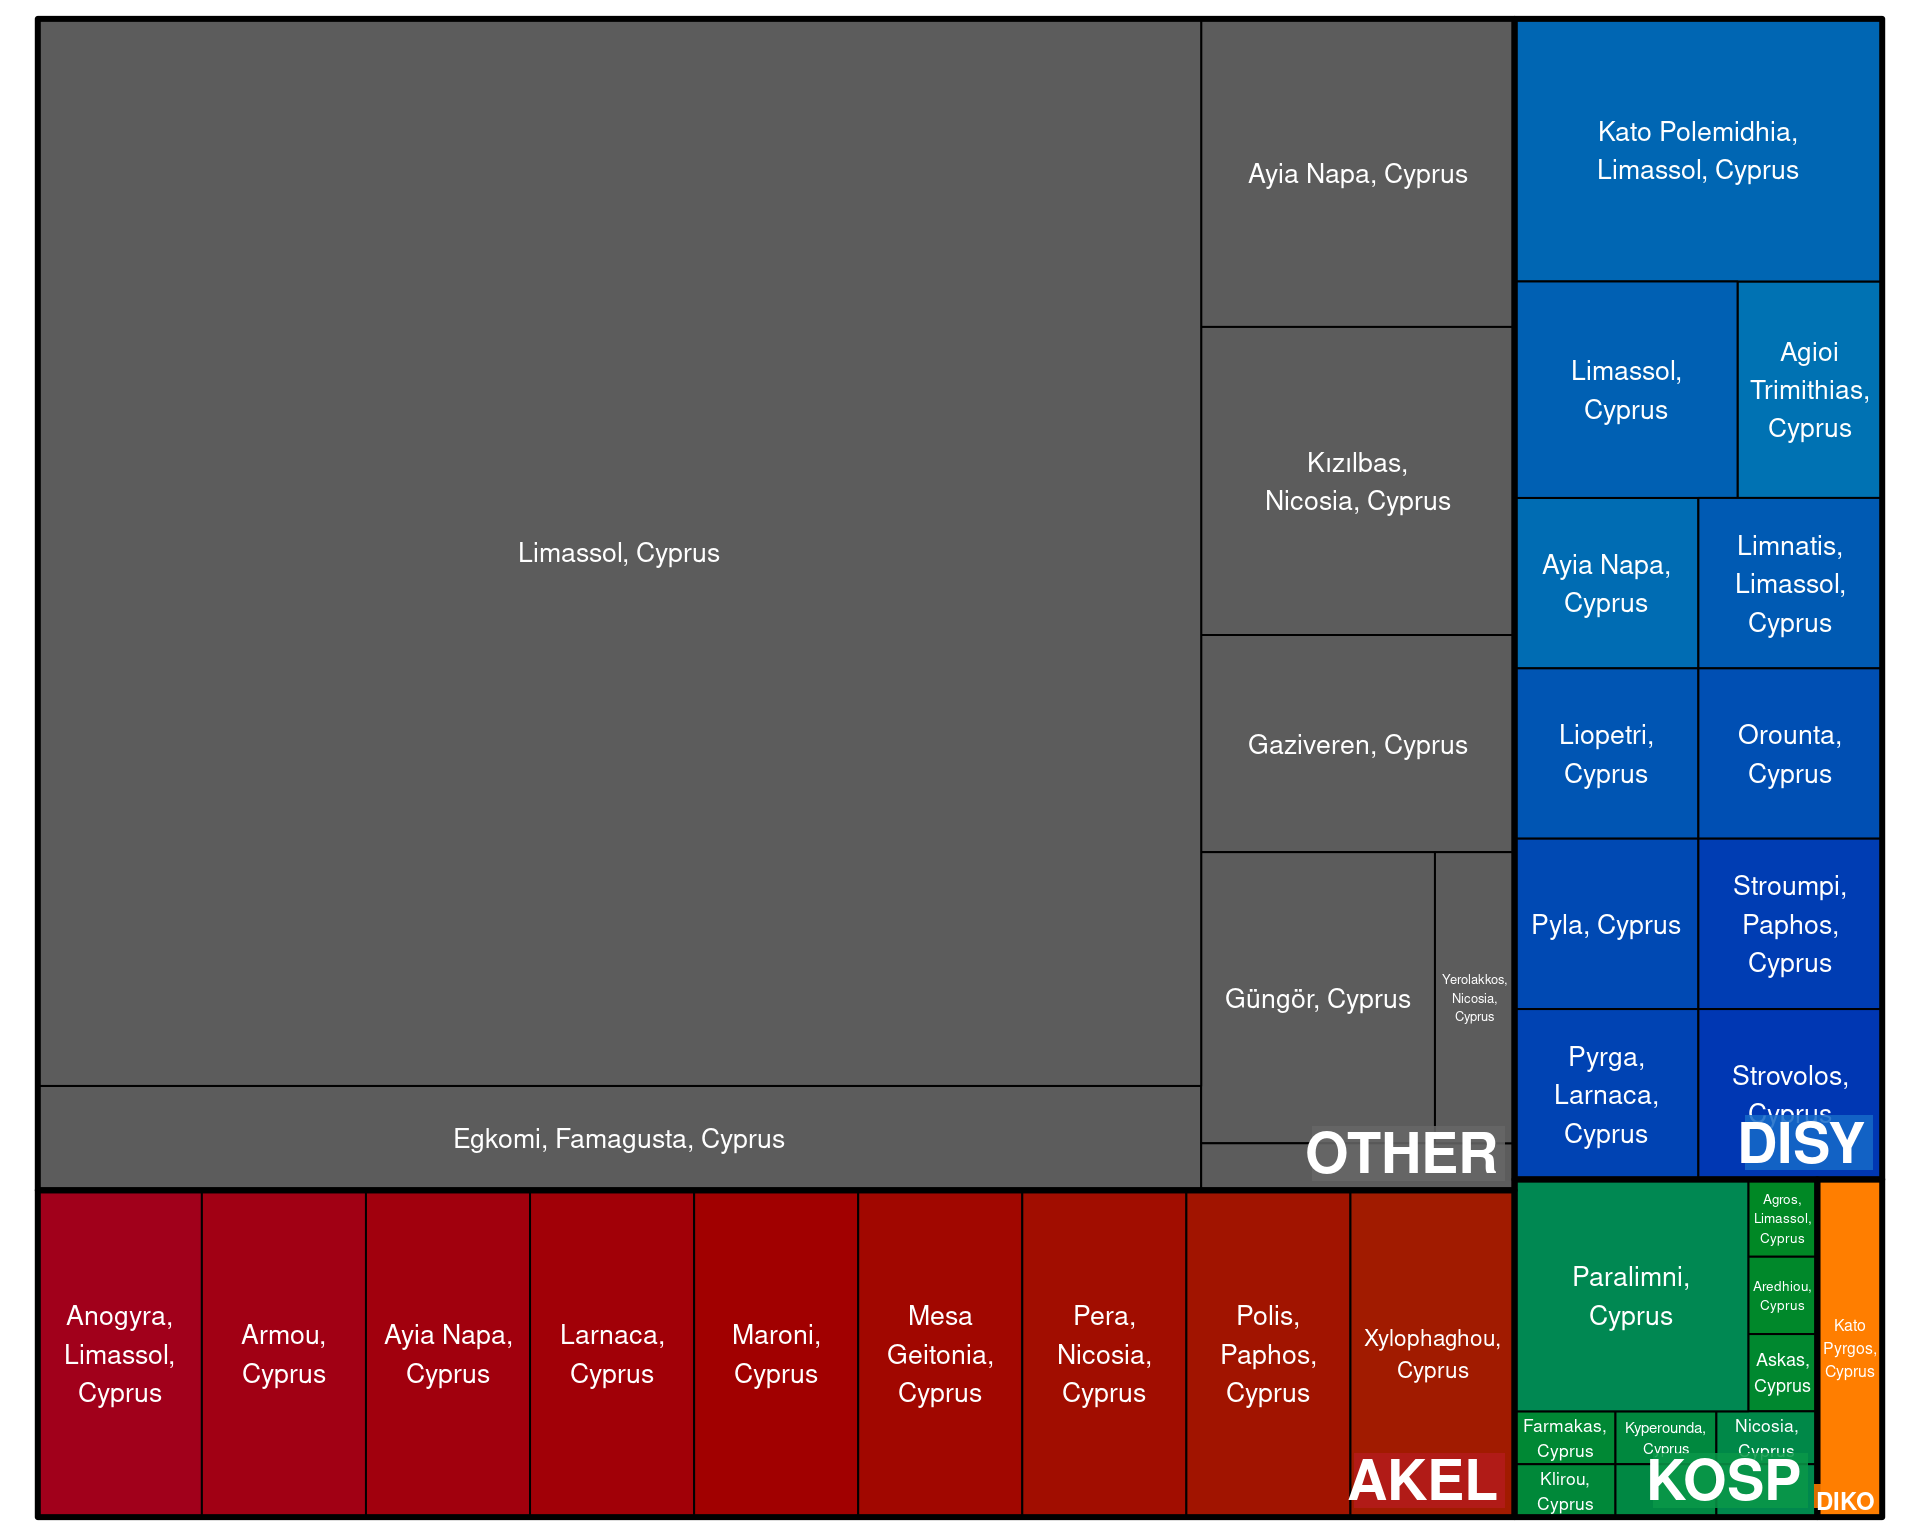 Limassol, Cyprus
Egkomi, Famagusta, Cyprus
Ayia Napa, Cyprus
Kızılbas,
Nicosia, Cyprus
Gaziveren, Cyprus
Güngör, Cyprus
Yerolakkos,
Nicosia,
Cyprus
OTHER
Kato Polemidhia,
Limassol, Cyprus
Limassol,
Cyprus
Agioi
Trimithias,
Cyprus
Ayia Napa,
Cyprus
Limnatis,
Limassol,
Cyprus
Liopetri,
Cyprus
Orounta,
Cyprus
Pyla, Cyprus
Stroumpi,
Paphos,
Cyprus
Pyrga,
Larnaca,
Cyprus
Strovolos,
Cyprus
DISY
Anogyra,
Limassol,
Cyprus
Armou,
Cyprus
Ayia Napa,
Cyprus
Larnaca,
Cyprus
Maroni,
Cyprus
Mesa
Geitonia,
Cyprus
Pera,
Nicosia,
Cyprus
Polis,
Paphos,
Cyprus
Xylophaghou,
Cyprus
AKEL
Paralimni,
Cyprus
Agros,
Limassol,
Cyprus
Aredhiou,
Cyprus
Askas,
Cyprus
Farmakas,
Cyprus
Kyperounda,
Cyprus
Nicosia,
Cyprus
Klirou,
Cyprus
KOSP
Kato
Pyrgos,
Cyprus
DIKO